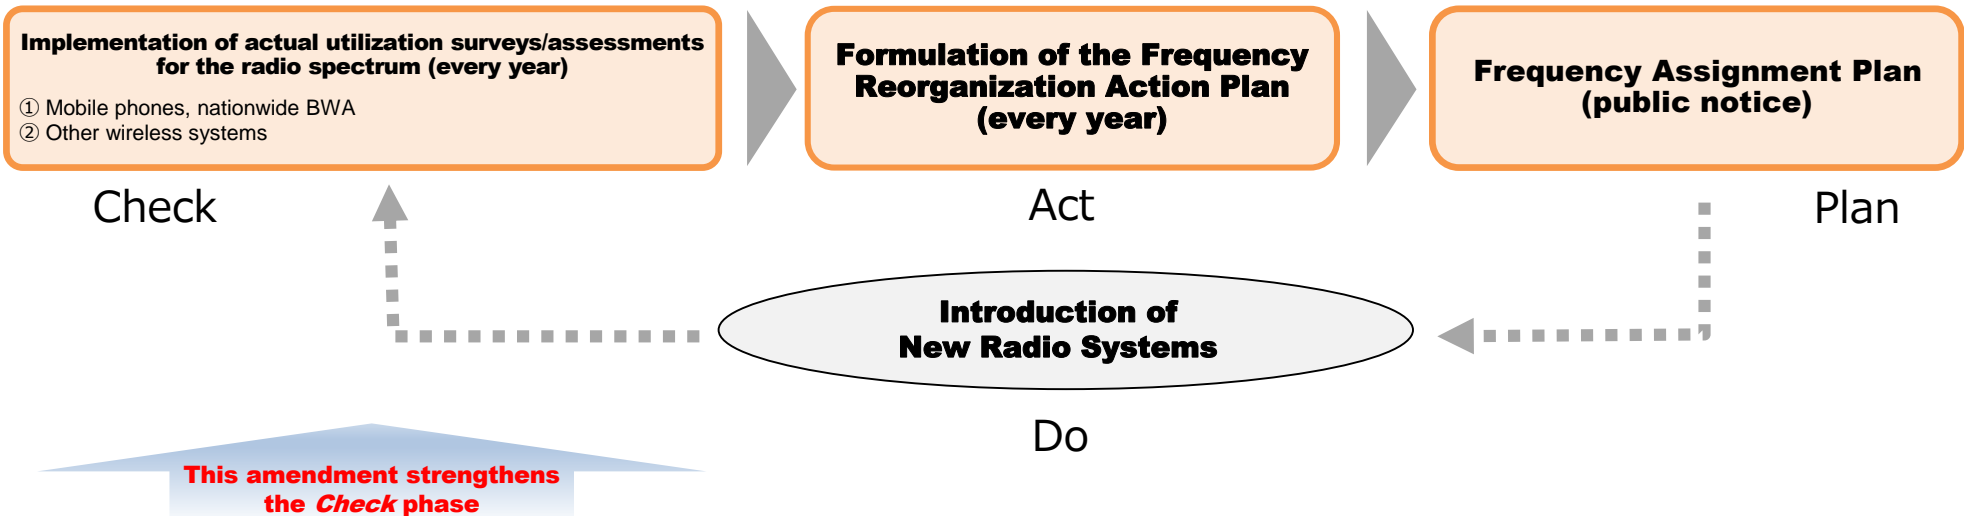 Implementation of actual utilization surveys/assessments
for the radio spectrum (every year)
① Mobile phones, nationwide BWA
② Other wireless systems
Formulation of the Frequency
Reorganization Action Plan
(every year)
Frequency Assignment Plan
(public notice)
Check
Act
Plan
Introduction of
New Radio Systems
Do
This amendment strengthens
the Check phase